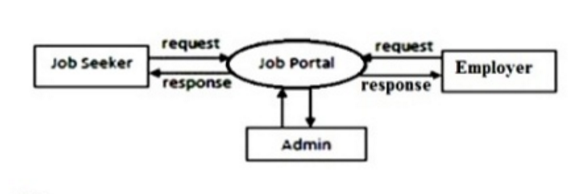 request
request
Job Seeker
Job Portal
Employer
response
response
Admin